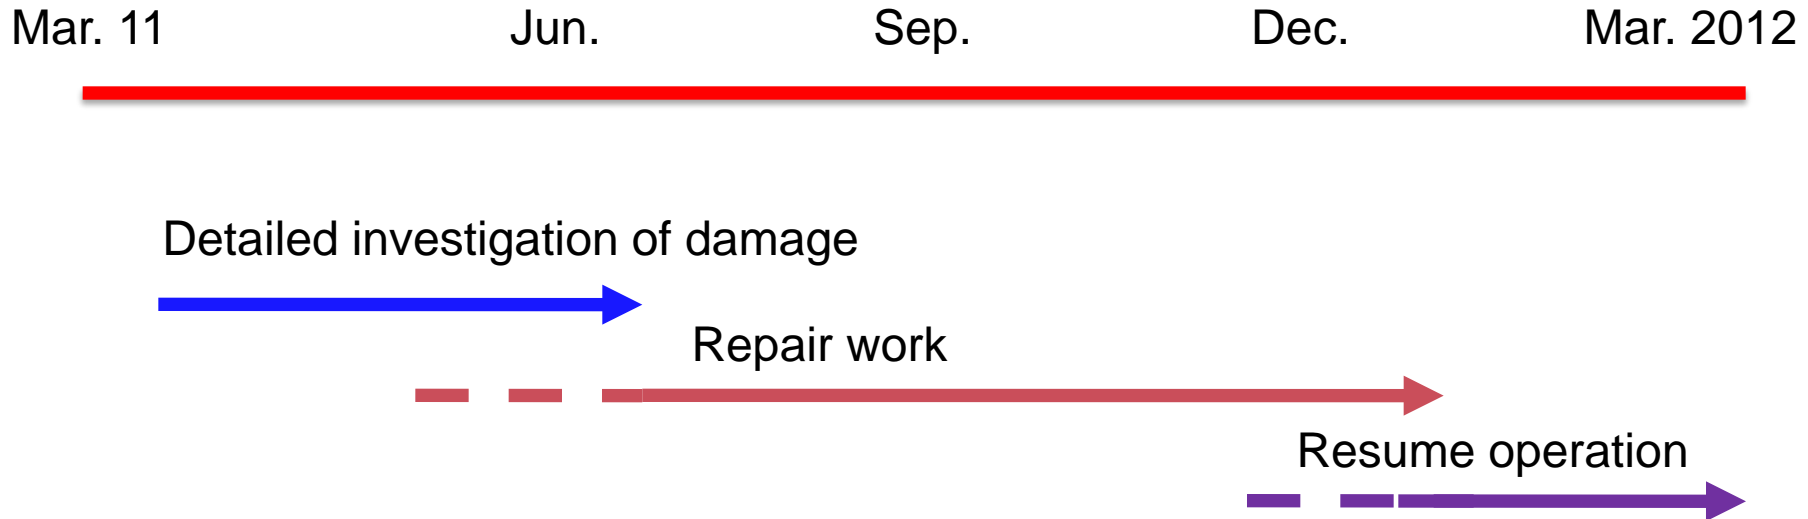 Mar. 11 Jun. Sep. Dec. Mar. 2012
Detailed investigation of damage
Repair work
Resume operation